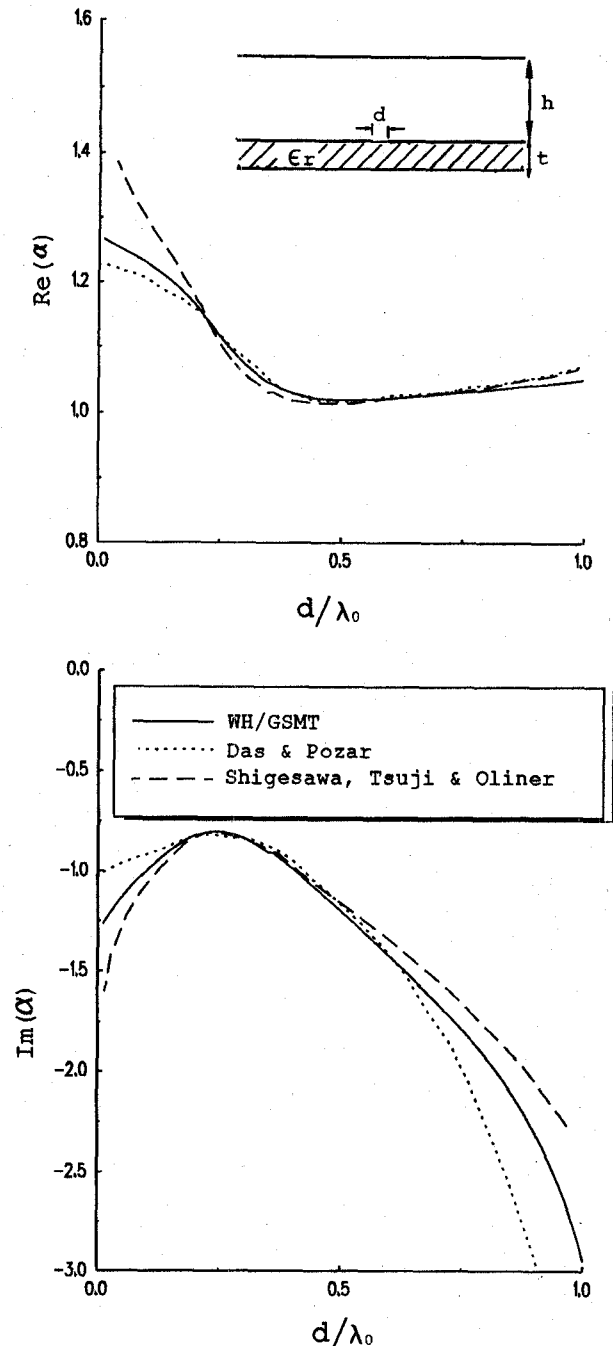 1.6
1.4
1.2
1.0
0.8
Re(α)
d
h
εr
t
0.0
0.5
1.0
d/λ0
0.0
-0.5
-1.0
-1.5
-2.0
-2.5
-3.0
Im(α)
WH/GSMT
Das & Pozar
Shigesawa, Tsuji & Oliner
0.0
0.5
1.0
d/λ0